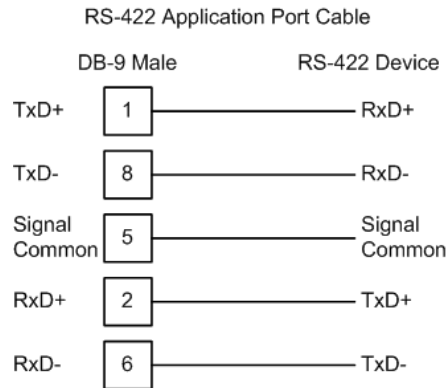 RS-422 Application Port Cable
DB-9 Male RS-422 Device
TxD+ 1 RxD+
TxD- 8 RxD-
Signal Common 5 Signal Common
RxD+ 2 TxD+
RxD- 6 TxD-